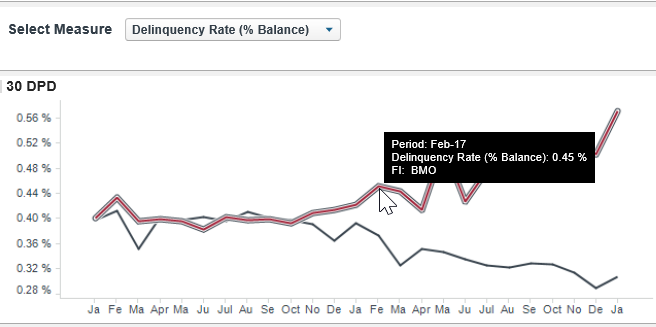 Select Measure Delinquency Rate (% Balance)
30 DPD
0.56 %
0.52 %
0.48 %
0.44 %
0.40 %
0.36 %
0.32 %
0.28 %
Period: Feb-17
Delinquency Rate (% Balance): 0.45 %
FI: BMO
Ja Fe Ma Apr Ma Ju Jul Au Se Oct No De Ja Fe Ma Apr Ma Ju Jul Au Se Oct No De Ja